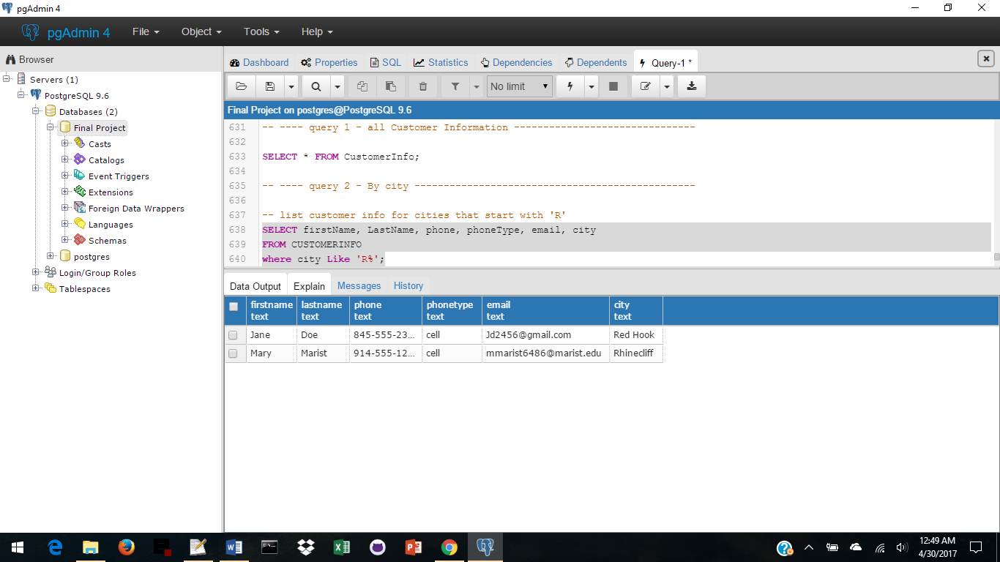 pgAdmin 4
pgAdmin 4 File Object Tools Help
Browser
Servers (1)
PostgreSQL 9.6
Databases (2)
Final Project
Casts
Catalogs
Event Triggers
Extensions
Foreign Data Wrappers
Languages
Schemas
postgres
Login/Group Roles
Tablespaces
Dashboard Properties SQL Statistics Dependencies Dependents Query-1 *
No limit
Final Project on postgres@PostgreSQL 9.6
631 -- ---- query 1 - all Customer Information -------------------------------
632
633 SELECT * FROM CustomerInfo;
634
635 -- ---- query 2 - By city ------------------------------------------------
636
637 -- list customer info for cities that start with 'R'
638 SELECT firstName, LastName, phone, phoneType, email, city
639 FROM CUSTOMERINFO
640 where city Like 'R%';
Data Output Explain Messages History
firstname lastname phone phonetype email city
text text text text text text
Jane Doe 845-555-23... cell Jd2456@gmail.com Red Hook
Mary Marist 914-555-12... cell mmarist6486@marist.edu Rhinecliff
12:49 AM
4/30/2017